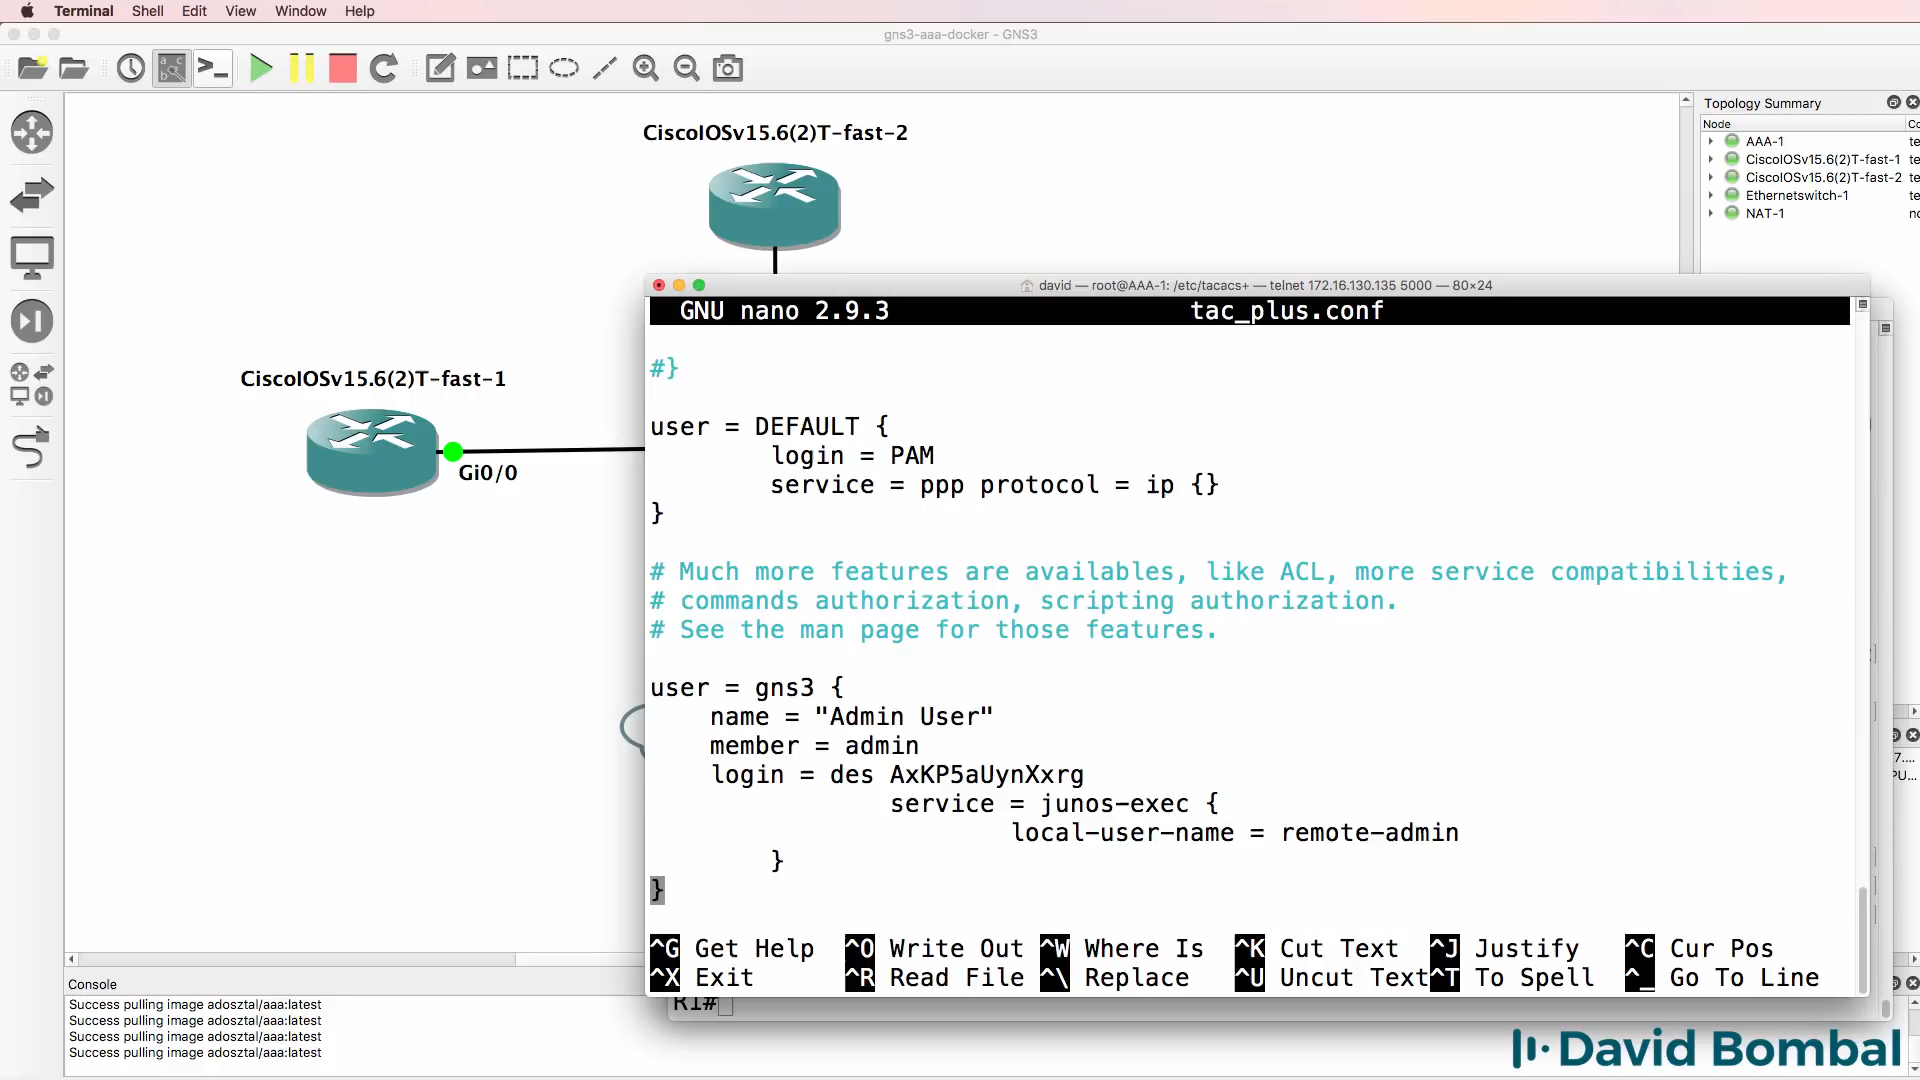 Terminal Shell Edit View Window Help
gns3-aaa-docker - GNS3
CiscoIOSv15.6(2)T-fast-2
CiscoIOSv15.6(2)T-fast-1
Gi0/0
Topology Summary
Node
AAA-1
CiscoIOSv15.6(2)T-fast-1
CiscoIOSv15.6(2)T-fast-2
Ethernetswitch-1
NAT-1
david — root@AAA-1: /etc/tacacs+ — telnet 172.16.130.135 5000 — 80×24
GNU nano 2.9.3 tac_plus.conf
#}
user = DEFAULT {
login = PAM
service = ppp protocol = ip {}
}
# Much more features are availables, like ACL, more service compatibilities,
# commands authorization, scripting authorization.
# See the man page for those features.
user = gns3 {
name = "Admin User"
member = admin
login = des AxKP5aUynXxrg
service = junos-exec {
local-user-name = remote-admin
}
}
^G Get Help ^O Write Out ^W Where Is ^K Cut Text ^J Justify ^C Cur Pos
^X Exit ^R Read File ^\ Replace ^U Uncut Text ^T To Spell ^_ Go To Line
R1#
Console
Success pulling image adosztal/aaa:latest
Success pulling image adosztal/aaa:latest
Success pulling image adosztal/aaa:latest
Success pulling image adosztal/aaa:latest
David Bombal